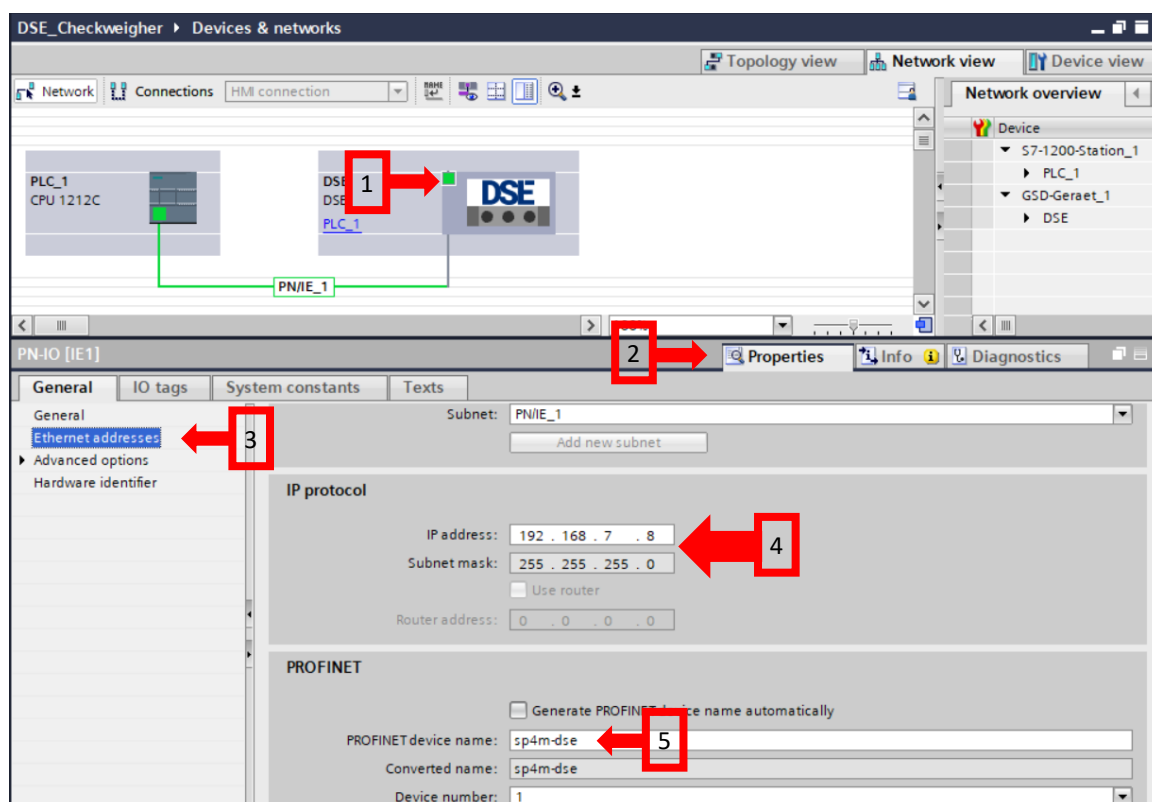 DSE_Checkweigher ▸ Devices & networks
Topology view Network view Device view
Network Connections HMI connection
Network overview
Device
S7-1200-Station_1
PLC_1
GSD-Geraet_1
DSE
PLC_1
CPU 1212C
DSE
DSE
PLC_1
1
DSE
PN/IE_1
2
PN-IO [IE1]
Properties Info Diagnostics
General IO tags System constants Texts
General
Ethernet addresses
Advanced options
Hardware identifier
3
Subnet: PN/IE_1
Add new subnet
IP protocol
IP address: 192 . 168 . 7 . 8
Subnet mask: 255 . 255 . 255 . 0
4
Use router
Router address: 0 . 0 . 0 . 0
PROFINET
Generate PROFINET device name automatically
PROFINET device name: sp4m-dse
5
Converted name: sp4m-dse
Device number: 1